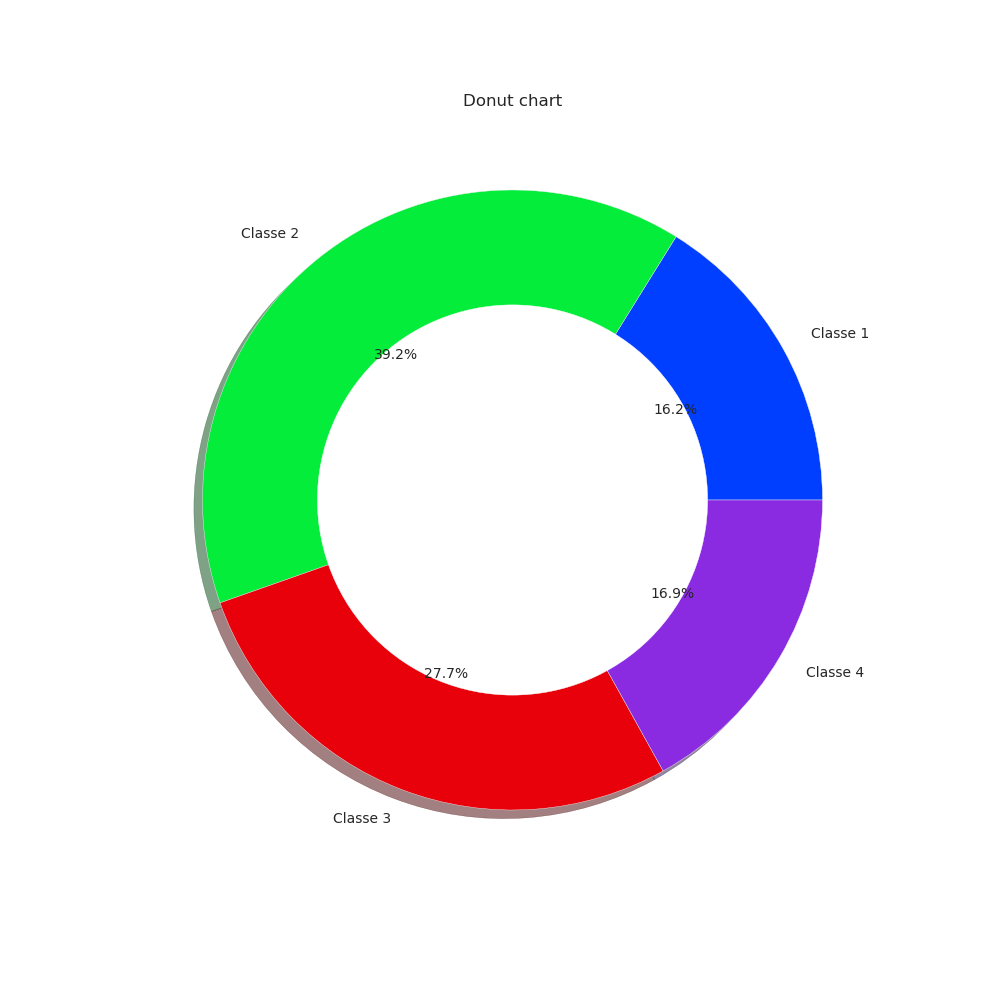 Donut chart
Classe 2
Classe 1
39.2%
16.2%
16.9%
27.7%
Classe 4
Classe 3